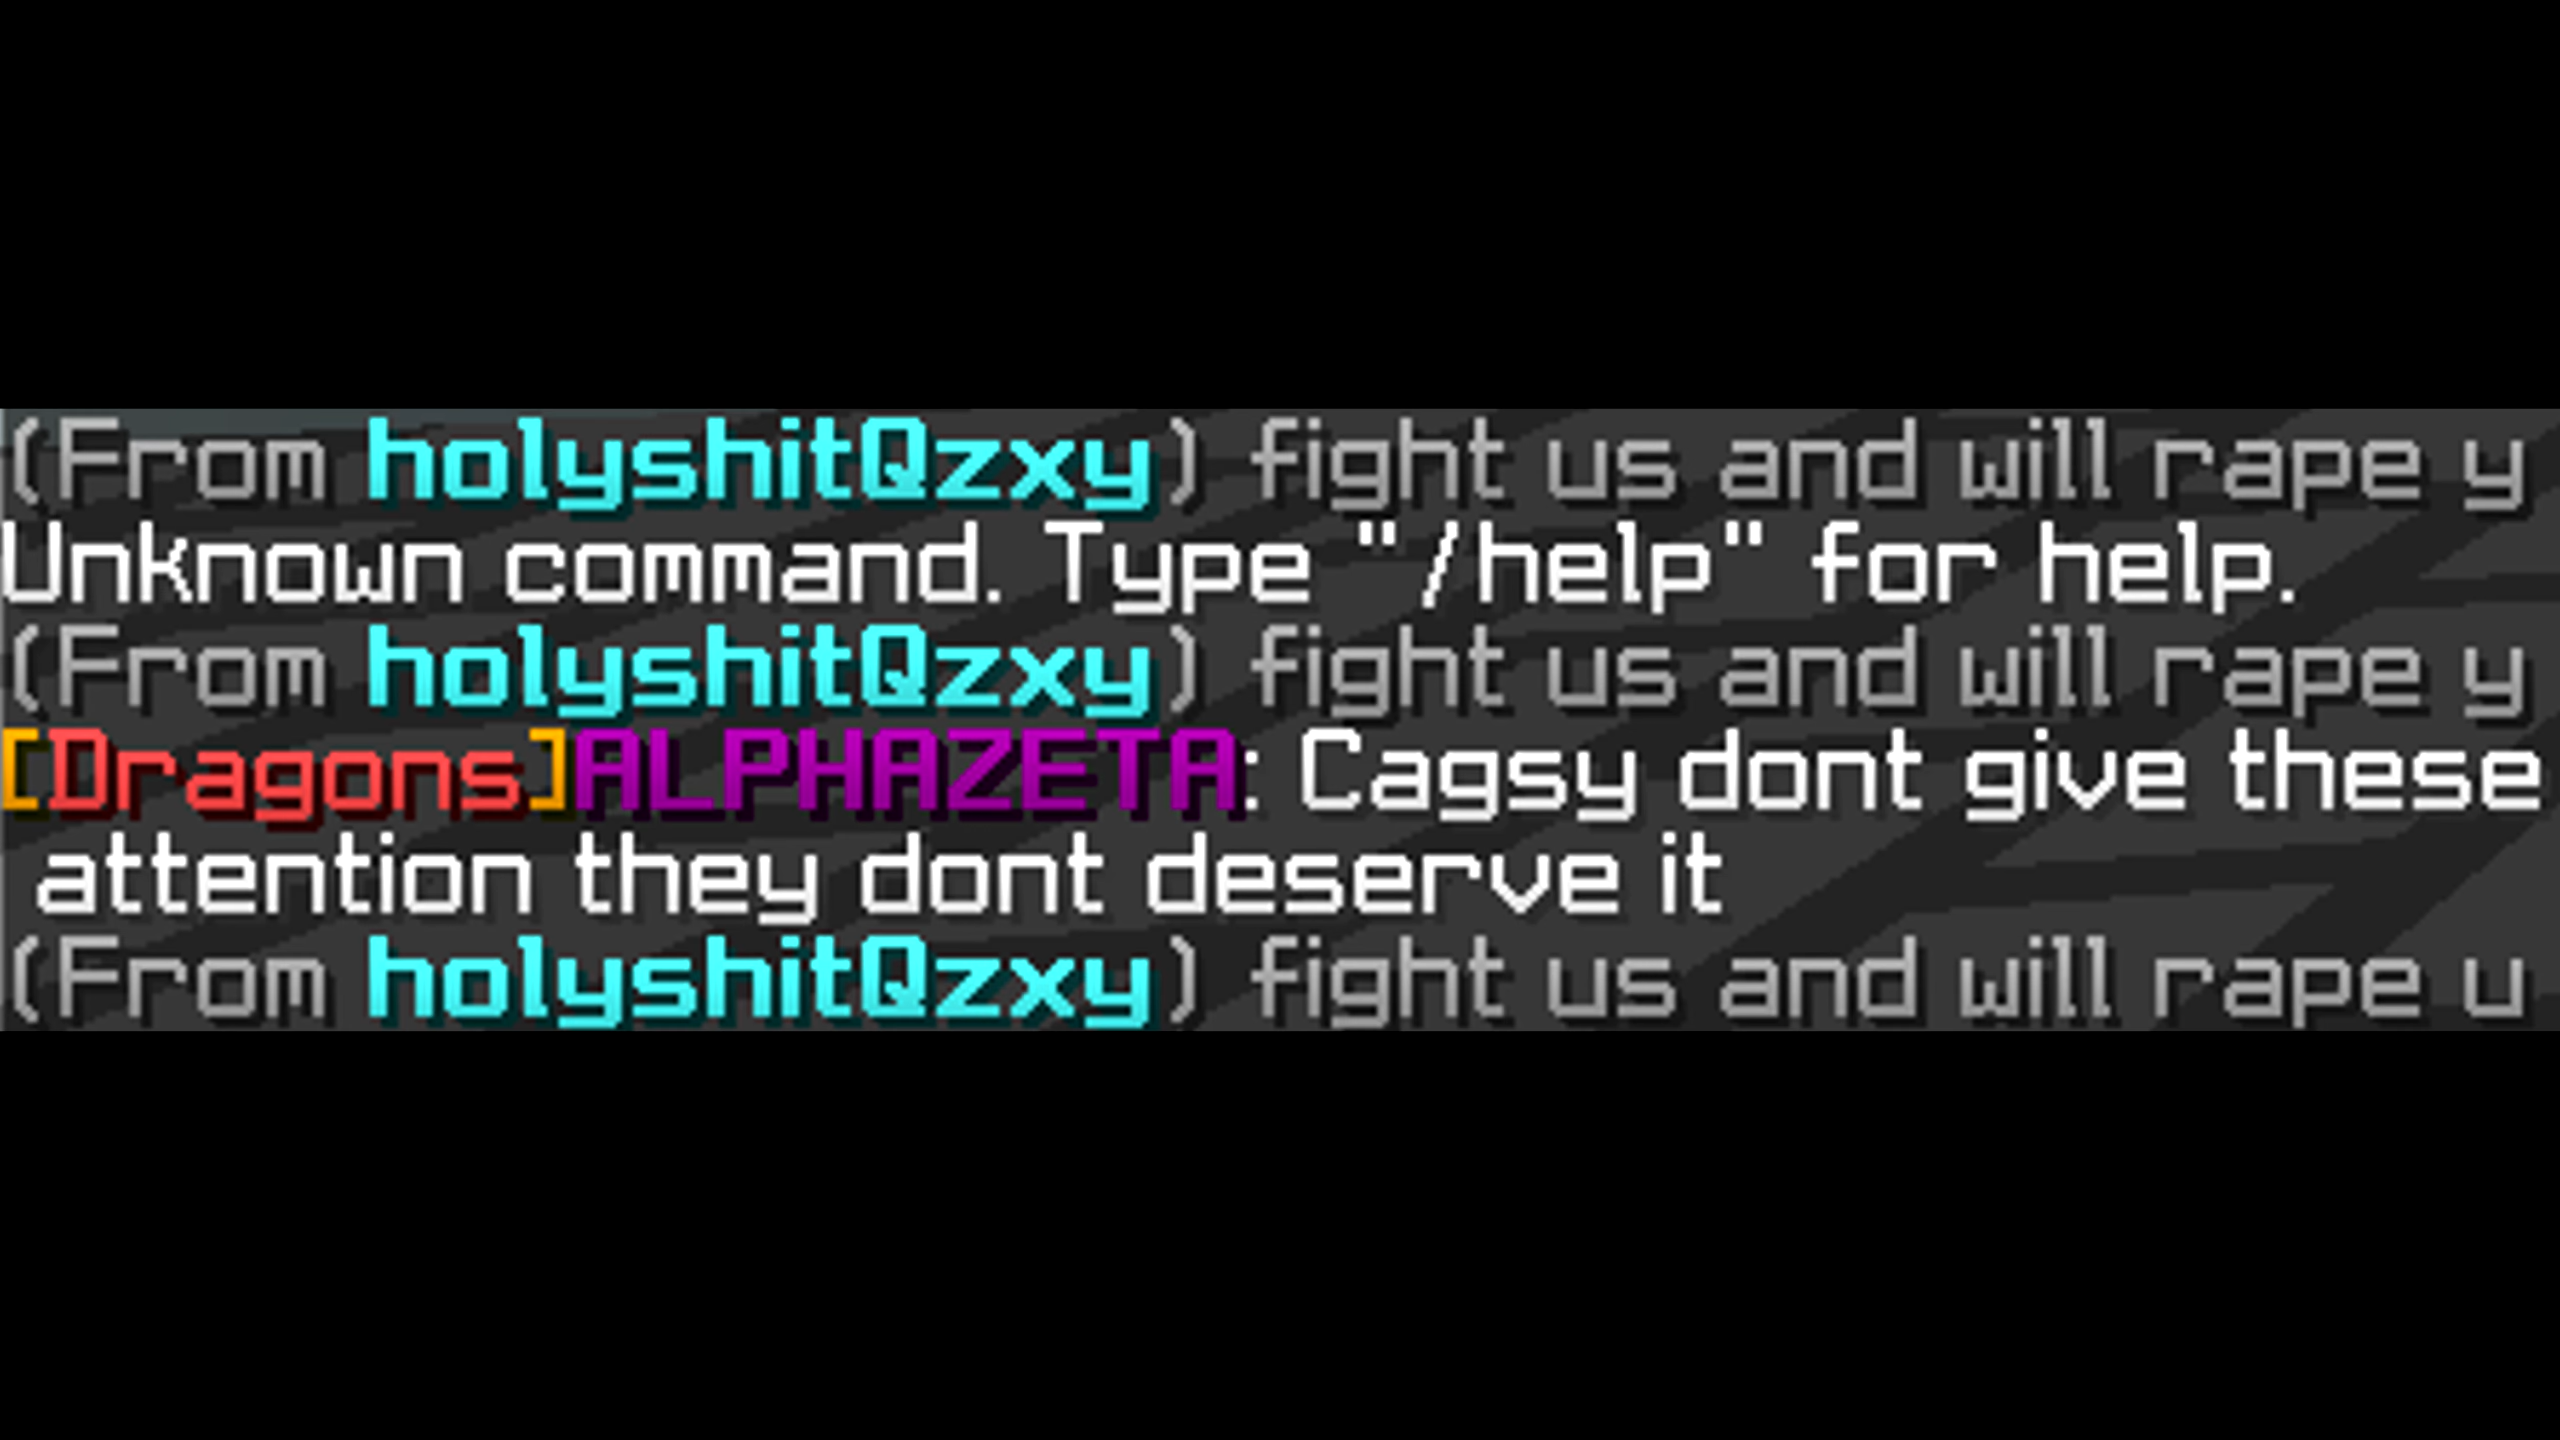 (From holyshitQzxy) fight us and will rape y
Unknown command. Type "/help" for help.
(From holyshitQzxy) fight us and will rape y
[Dragons]ALPHAZETA: Cagsy dont give these
attention they dont deserve it
(From holyshitQzxy) fight us and will rape u